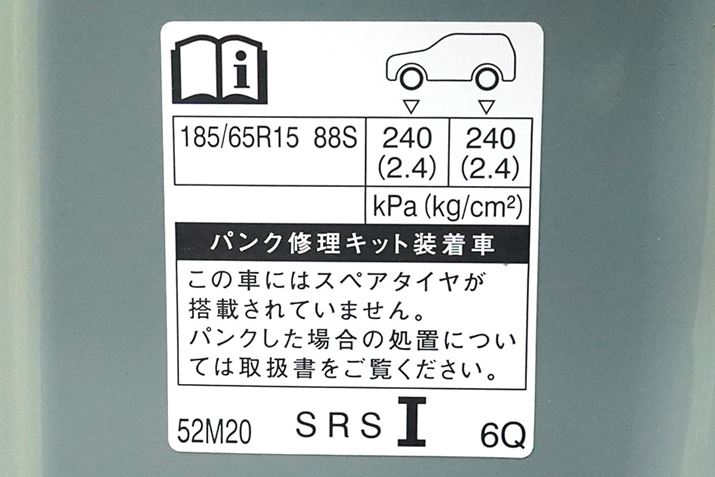 185/65R15 88S 240 240
(2.4) (2.4)
kPa (kg/cm²)
パンク修理キット装着車
この車にはスペアタイヤが
搭載されていません。
パンクした場合の処置につい
ては取扱書をご覧ください。
52M20 SRS I 6Q